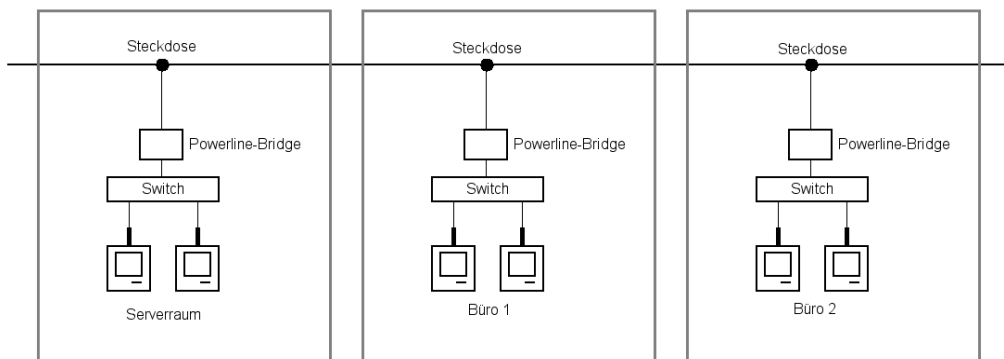 Steckdose
Steckdose
Steckdose
Powerline-Bridge
Powerline-Bridge
Powerline-Bridge
Switch
Switch
Switch
Serverraum
Büro 1
Büro 2